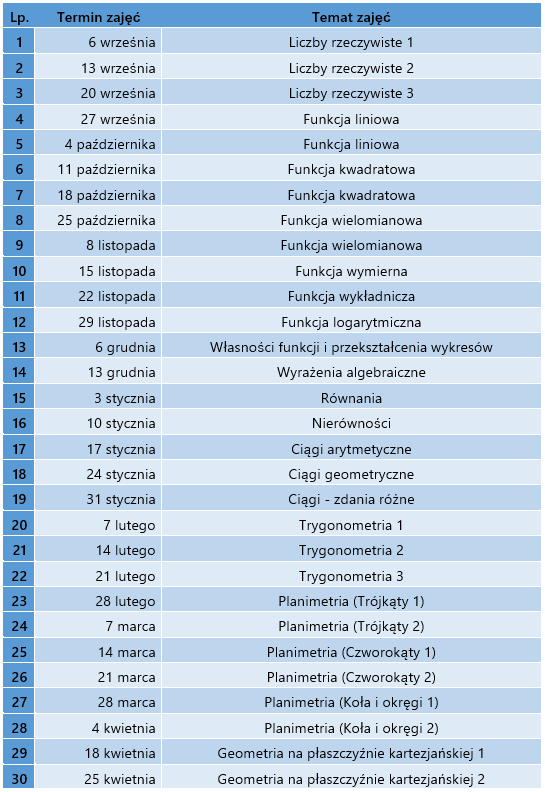 Lp. Termin zajęć Temat zajęć
1 6 września Liczby rzeczywiste 1
2 13 września Liczby rzeczywiste 2
3 20 września Liczby rzeczywiste 3
4 27 września Funkcja liniowa
5 4 października Funkcja liniowa
6 11 października Funkcja kwadratowa
7 18 października Funkcja kwadratowa
8 25 października Funkcja wielomianowa
9 8 listopada Funkcja wielomianowa
10 15 listopada Funkcja wymierna
11 22 listopada Funkcja wykładnicza
12 29 listopada Funkcja logarytmiczna
13 6 grudnia Własności funkcji i przekształcenia wykresów
14 13 grudnia Wyrażenia algebraiczne
15 3 stycznia Równania
16 10 stycznia Nierówności
17 17 stycznia Ciągi arytmetyczne
18 24 stycznia Ciągi geometryczne
19 31 stycznia Ciągi - zdania różne
20 7 lutego Trygonometria 1
21 14 lutego Trygonometria 2
22 21 lutego Trygonometria 3
23 28 lutego Planimetria (Trójkąty 1)
24 7 marca Planimetria (Trójkąty 2)
25 14 marca Planimetria (Czworokąty 1)
26 21 marca Planimetria (Czworokąty 2)
27 28 marca Planimetria (Koła i okręgi 1)
28 4 kwietnia Planimetria (Koła i okręgi 2)
29 18 kwietnia Geometria na płaszczyźnie kartezjańskiej 1
30 25 kwietnia Geometria na płaszczyźnie kartezjańskiej 2